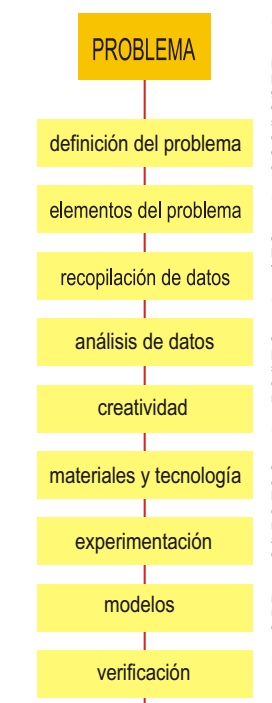 PROBLEMA
definición del problema
elementos del problema
recopilación de datos
análisis de datos
creatividad
materiales y tecnología
experimentación
modelos
verificación